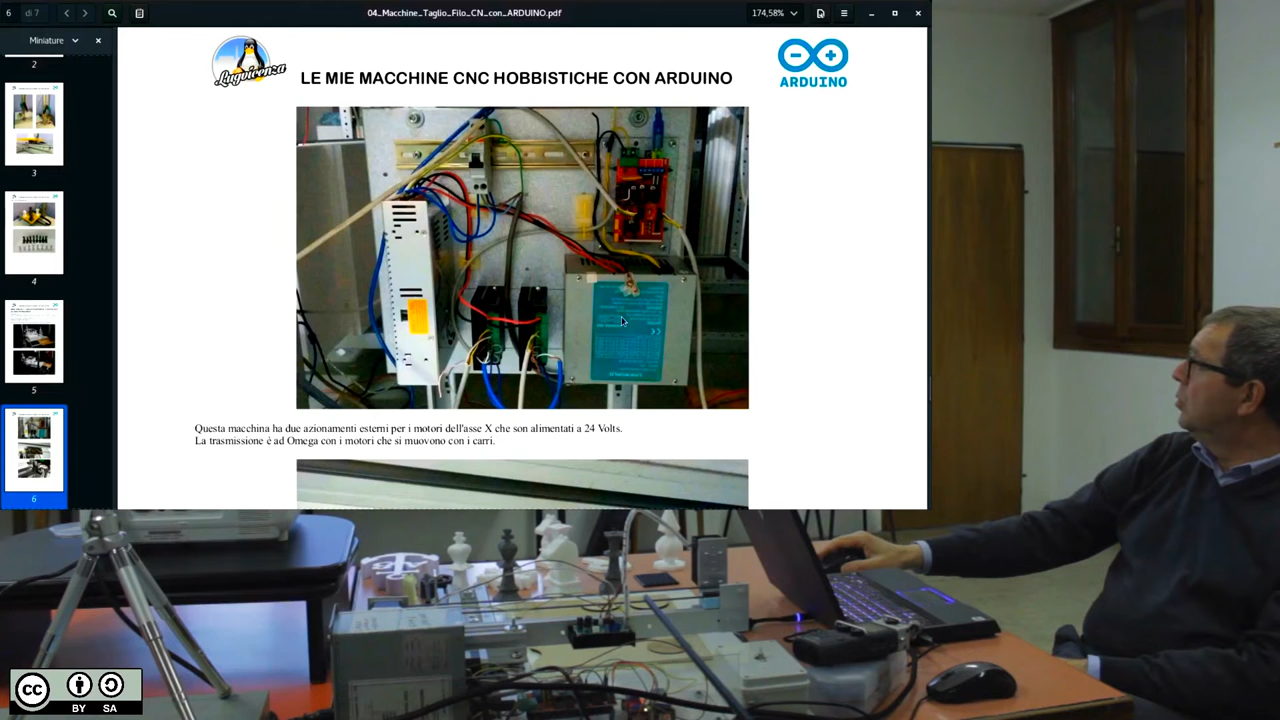 6 di 7
04_Macchine_Taglio_Filo_CN_con_ARDUINO.pdf
174,58%
Miniature
2
3
4
5
6
Lugvicenza
LE MIE MACCHINE CNC HOBBISTICHE CON ARDUINO
ARDUINO
Questa macchina ha due azionamenti esterni per i motori dell'asse X che son alimentati a 24 Volts.
La trasmissione è ad Omega con i motori che si muovono con i carri.
cc
BY SA